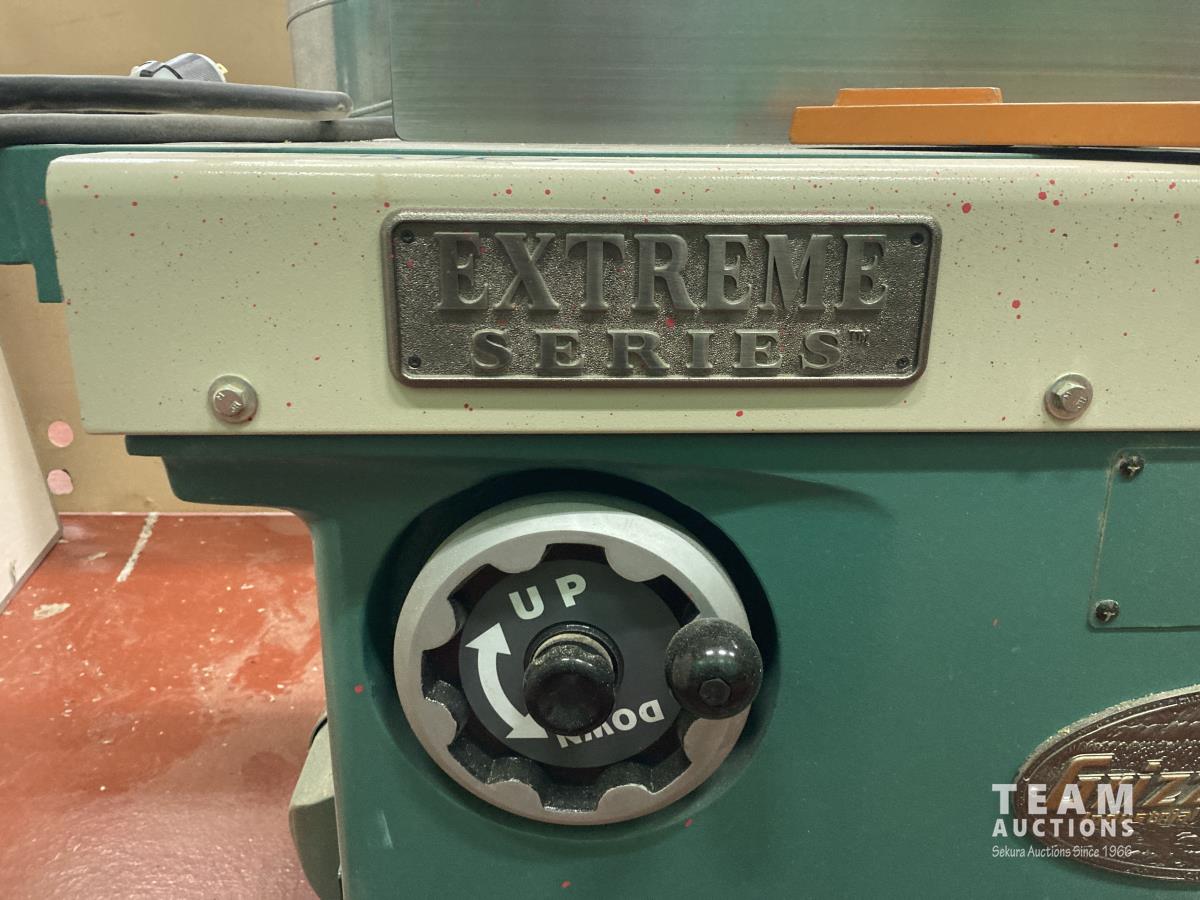 EXTREME
SERIES™
UP
DOWN
TEAM
AUCTIONS
Sekura Auctions Since 1966